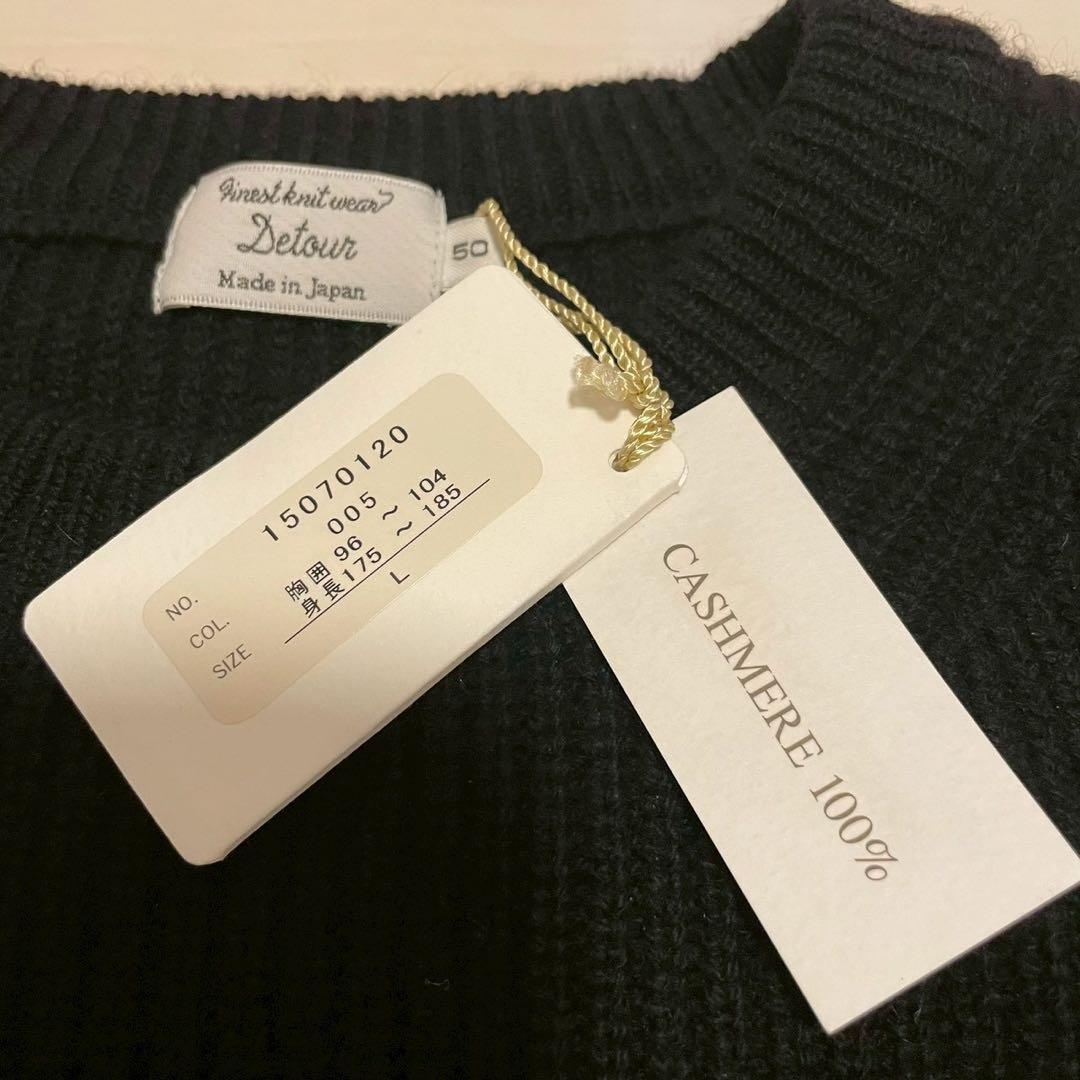 Finest knit wear
Detour
Made in Japan
50
NO. 15070120
COL. 005
SIZE 胸囲 96 ～ 104
身長 175 ～ 185
L
CASHMERE 100%